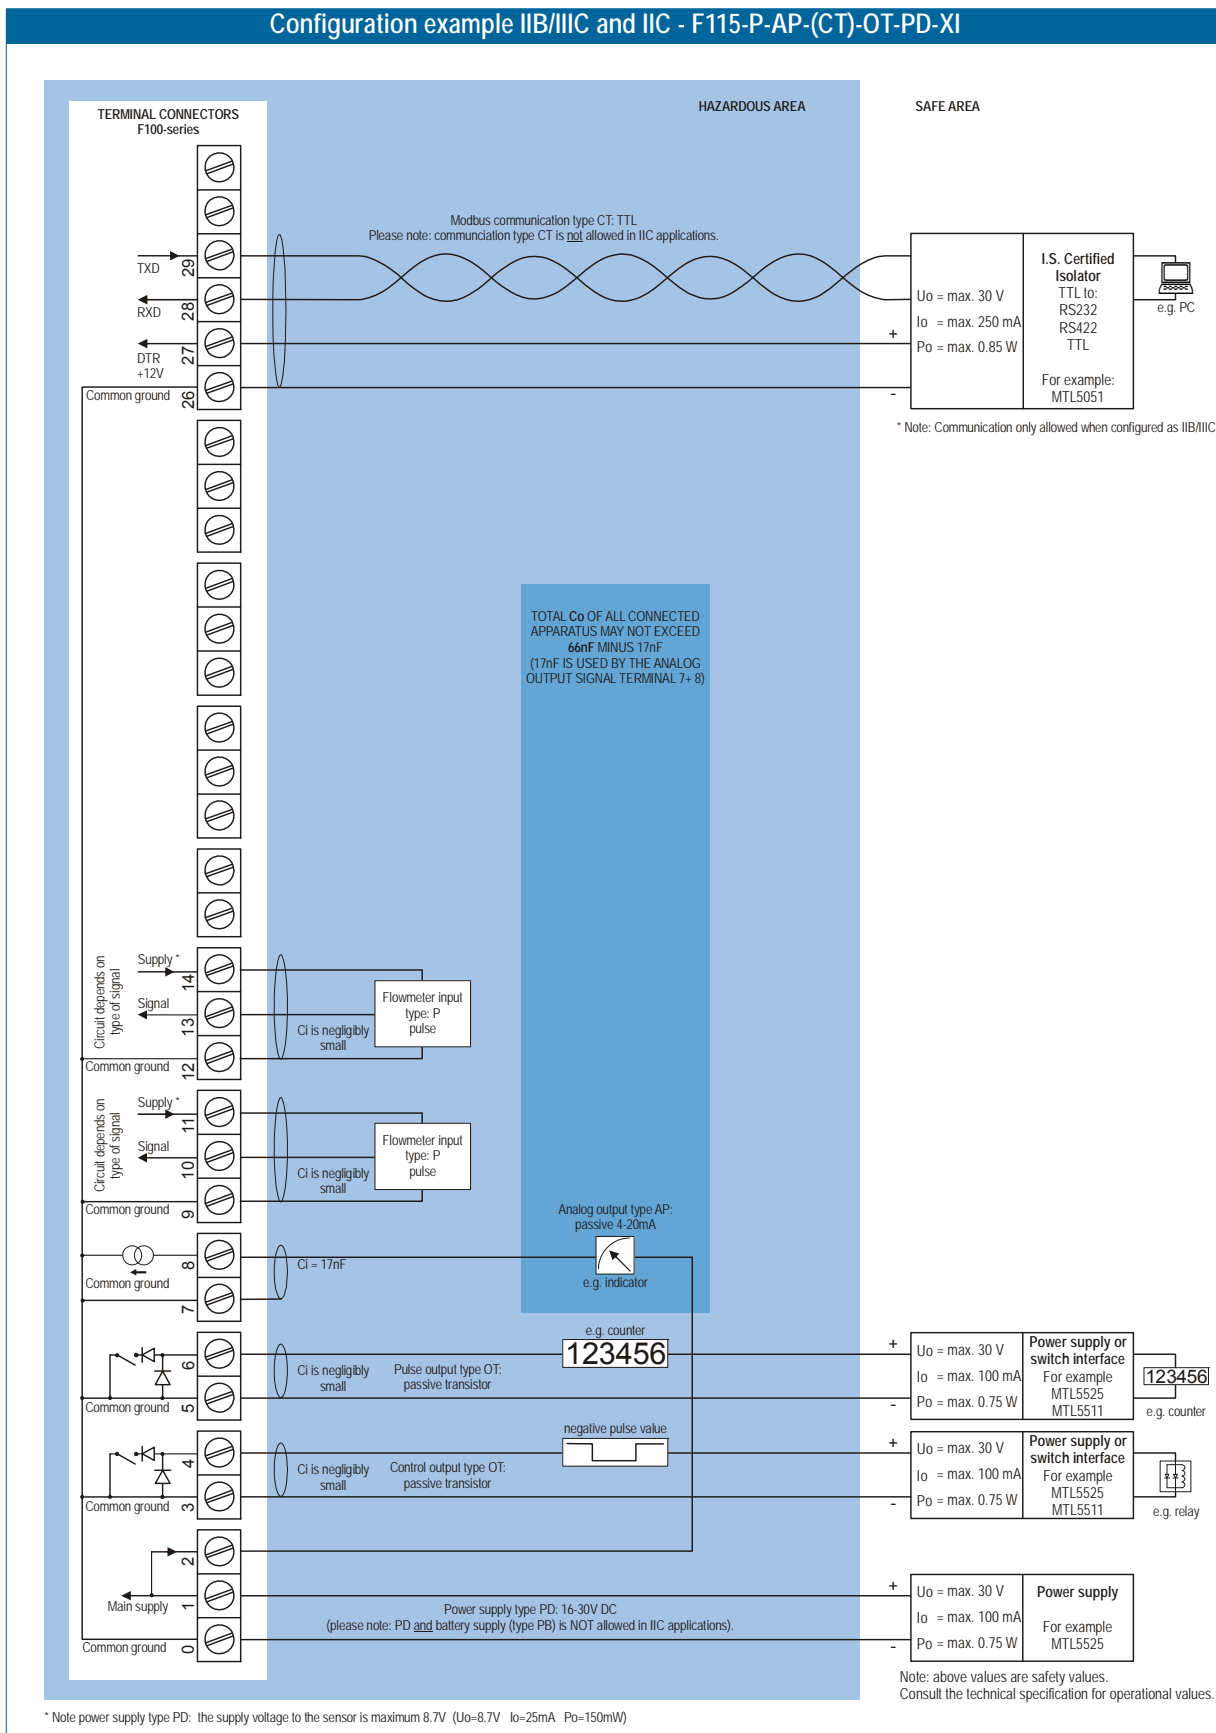 Configuration example IIB/IIIC and IIC - F115-P-AP-(CT)-OT-PD-XI
TERMINAL CONNECTORS
F100-series
HAZARDOUS AREA
SAFE AREA
Modbus communication type CT: TTL
Please note: communciation type CT is not allowed in IIC applications.
TXD
29
RXD
28
DTR
+12V
27
Common ground
26
+
-
Uo = max. 30 V
Io = max. 250 mA
Po = max. 0.85 W
I.S. Certified
Isolator
TTL to:
RS232
RS422
TTL
For example:
MTL5051
e.g. PC
* Note: Communication only allowed when configured as IIB/IIIC
TOTAL Co OF ALL CONNECTED
APPARATUS MAY NOT EXCEED
66nF MINUS 17nF
(17nF IS USED BY THE ANALOG
OUTPUT SIGNAL TERMINAL 7+ 8)
Circuit depends on
type of signal
Supply *
14
Signal
13
Common ground
12
Ci is negligibly
small
Flowmeter input
type: P
pulse
Circuit depends on
type of signal
Supply *
11
Signal
10
Common ground
9
Ci is negligibly
small
Flowmeter input
type: P
pulse
8
Common ground
7
Ci = 17nF
Analog output type AP:
passive 4-20mA
e.g. indicator
6
Common ground
5
Ci is negligibly
small
Pulse output type OT:
passive transistor
e.g. counter
123456
+
-
Uo = max. 30 V
Io = max. 100 mA
Po = max. 0.75 W
Power supply or
switch interface
For example
MTL5525
MTL5511
123456
e.g. counter
4
Common ground
3
Ci is negligibly
small
Control output type OT:
passive transistor
negative pulse value
+
-
Uo = max. 30 V
Io = max. 100 mA
Po = max. 0.75 W
Power supply or
switch interface
For example
MTL5525
MTL5511
e.g. relay
2
Main supply
1
Common ground
0
Power supply type PD: 16-30V DC
(please note: PD and battery supply (type PB) is NOT allowed in IIC applications).
+
-
Uo = max. 30 V
Io = max. 100 mA
Po = max. 0.75 W
Power supply
For example
MTL5525
Note: above values are safety values.
Consult the technical specification for operational values.
* Note power supply type PD: the supply voltage to the sensor is maximum 8.7V (Uo=8.7V Io=25mA Po=150mW)